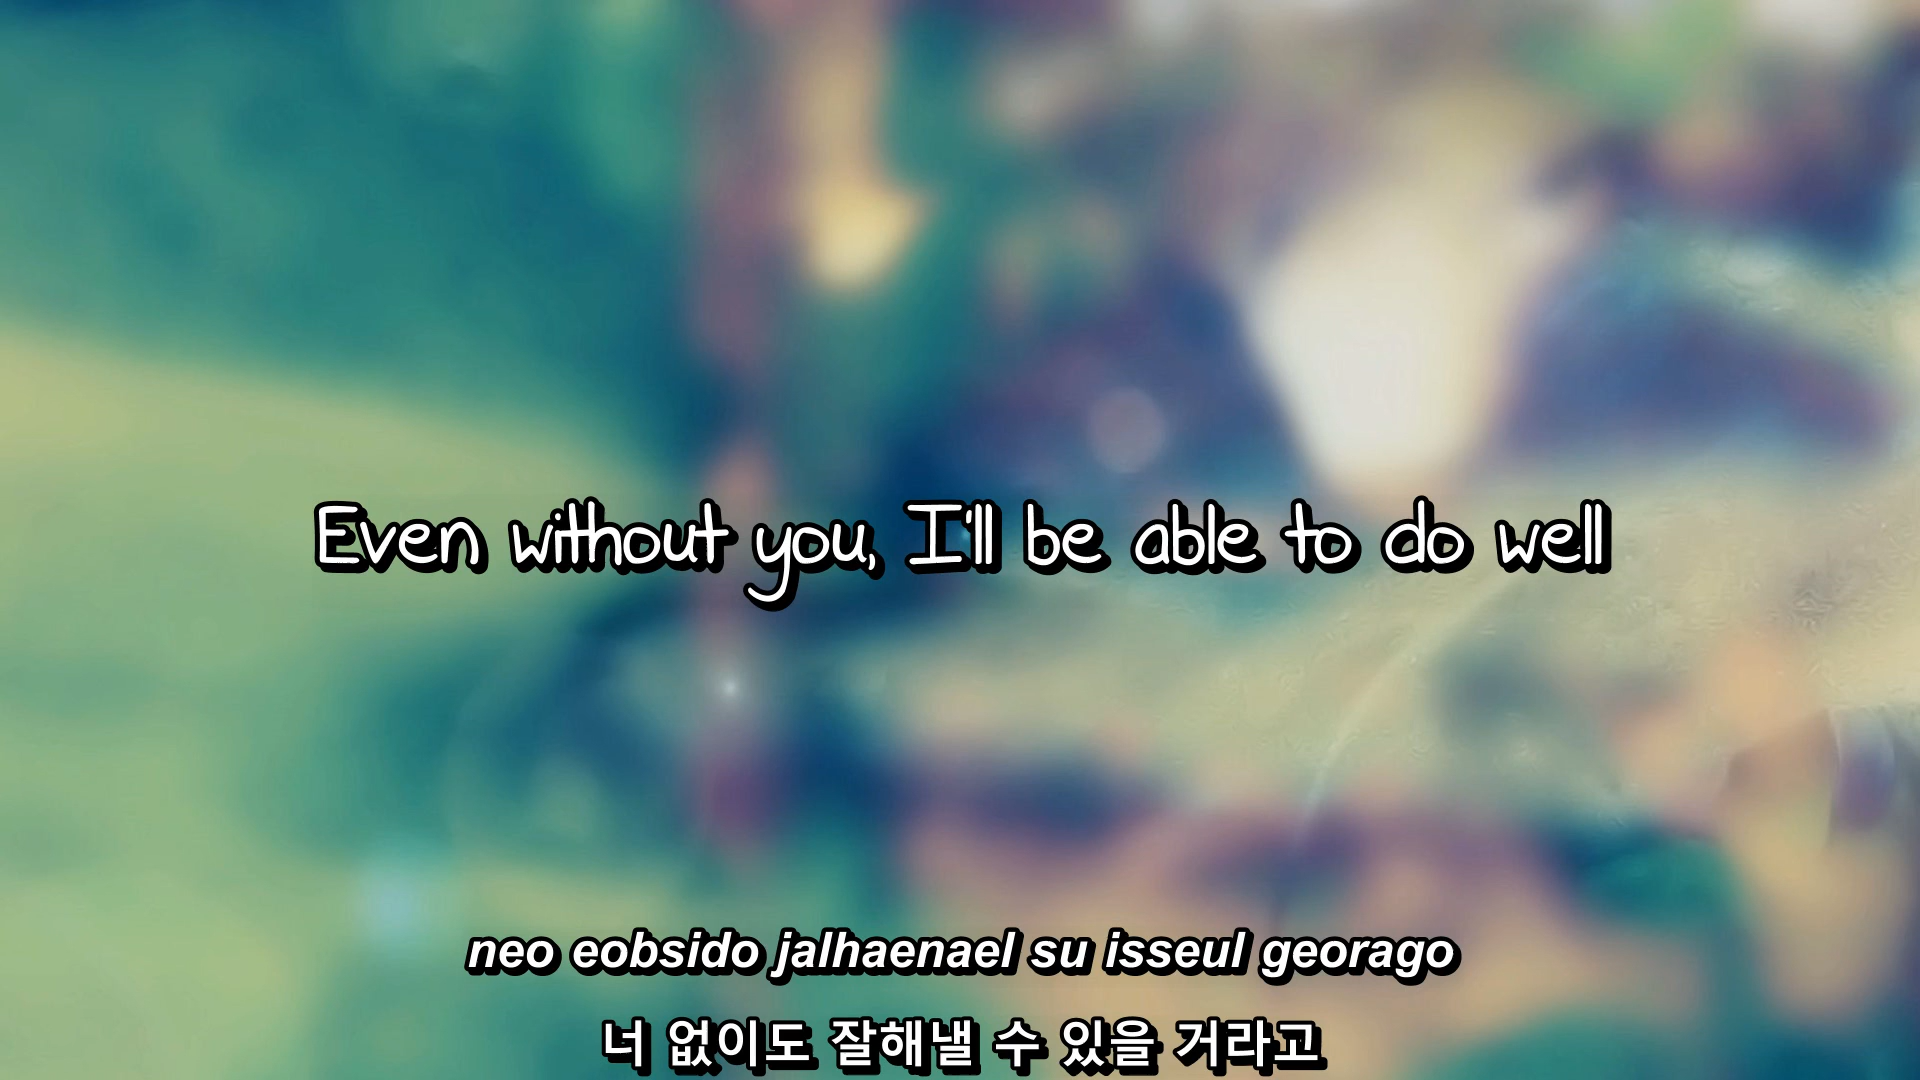 Even without you, I'll be able to do well
neo eobsido jalhaenael su isseul georago
너 없이도 잘해낼 수 있을 거라고